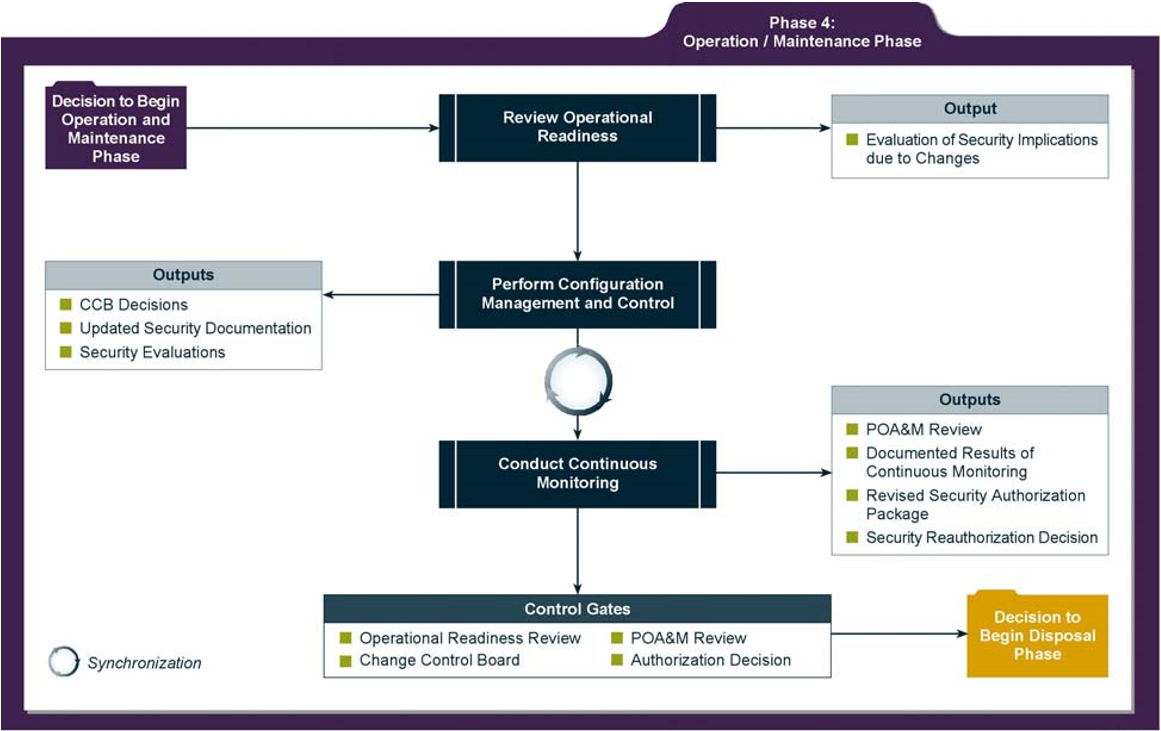 Phase 4:
Operation / Maintenance Phase
Decision to Begin
Operation and
Maintenance
Phase
Review Operational
Readiness
Output
Evaluation of Security Implications
due to Changes
Outputs
CCB Decisions
Updated Security Documentation
Security Evaluations
Perform Configuration
Management and Control
Conduct Continuous
Monitoring
Outputs
POA&M Review
Documented Results of
Continuous Monitoring
Revised Security Authorization
Package
Security Reauthorization Decision
Control Gates
Operational Readiness Review
POA&M Review
Change Control Board
Authorization Decision
Decision to
Begin Disposal
Phase
Synchronization